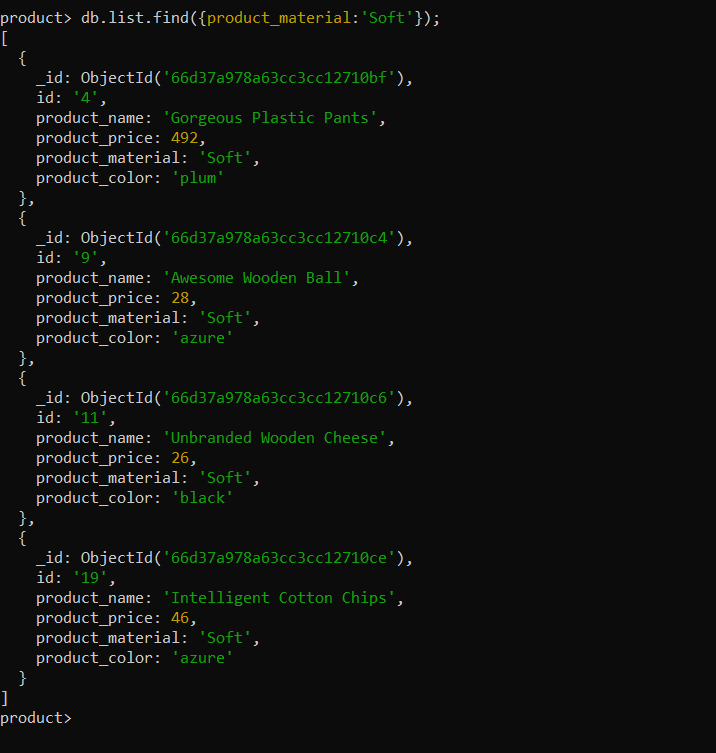 product> db.list.find({product_material:'Soft'});
[
  {
    _id: ObjectId('66d37a978a63cc3cc12710bf'),
    id: '4',
    product_name: 'Gorgeous Plastic Pants',
    product_price: 492,
    product_material: 'Soft',
    product_color: 'plum'
  },
  {
    _id: ObjectId('66d37a978a63cc3cc12710c4'),
    id: '9',
    product_name: 'Awesome Wooden Ball',
    product_price: 28,
    product_material: 'Soft',
    product_color: 'azure'
  },
  {
    _id: ObjectId('66d37a978a63cc3cc12710c6'),
    id: '11',
    product_name: 'Unbranded Wooden Cheese',
    product_price: 26,
    product_material: 'Soft',
    product_color: 'black'
  },
  {
    _id: ObjectId('66d37a978a63cc3cc12710ce'),
    id: '19',
    product_name: 'Intelligent Cotton Chips',
    product_price: 46,
    product_material: 'Soft',
    product_color: 'azure'
  }
]
product>